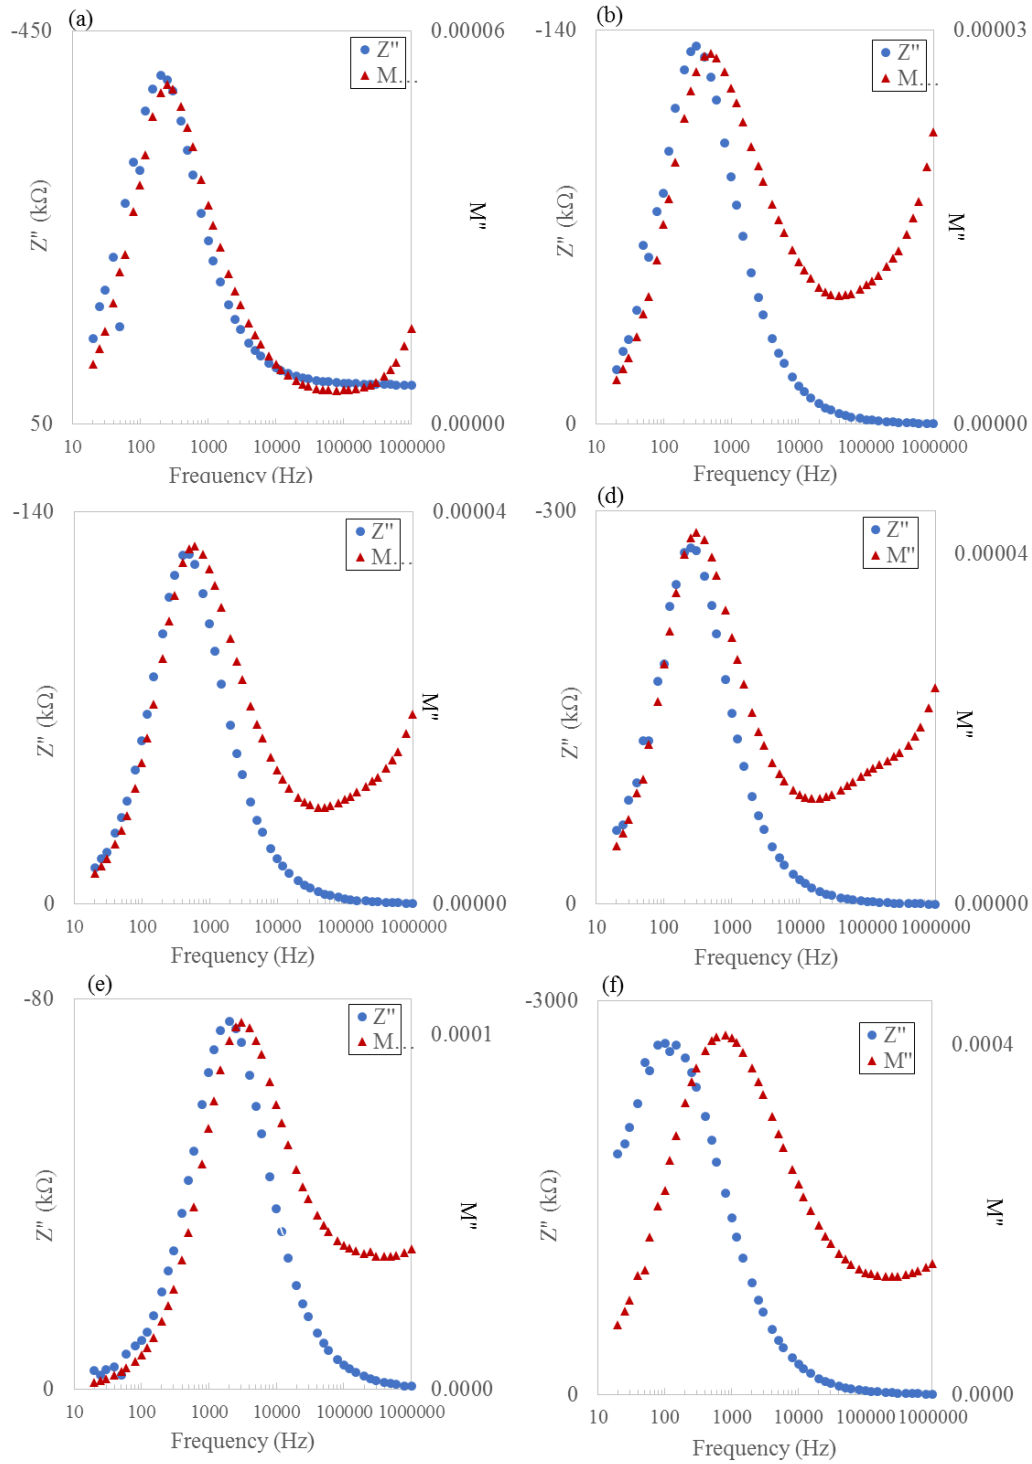 (a)
-450
0.00006
Z"
M...
Z" (kΩ)
M"
50
0.00000
10
100
1000
10000
100000
1000000
Frequency (Hz)
(b)
-140
0.00003
Z"
M...
Z" (kΩ)
M"
0
0.00000
10
100
1000
10000
100000
1000000
Frequency (Hz)
-140
0.00004
Z"
M...
Z" (kΩ)
M"
0
0.00000
10
100
1000
10000
100000
1000000
Frequency (Hz)
(d)
-300
0.00004
Z"
M"
Z" (kΩ)
M"
0
0.00000
10
100
1000
10000
100000
1000000
Frequency (Hz)
(e)
-80
0.0001
Z"
M...
Z" (kΩ)
M"
0
0.0000
10
100
1000
10000
100000
1000000
Frequency (Hz)
(f)
-3000
0.0004
Z"
M"
Z" (kΩ)
M"
0
0.0000
10
100
1000
10000
100000
1000000
Frequency (Hz)